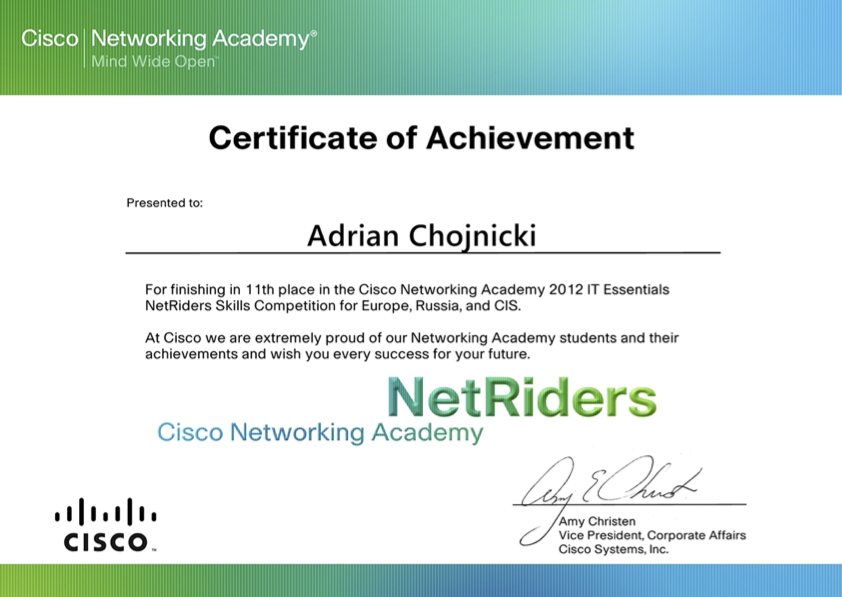 Cisco Networking Academy®
Mind Wide Open™
Certificate of Achievement
Presented to:
Adrian Chojnicki
For finishing in 11th place in the Cisco Networking Academy 2012 IT Essentials
NetRiders Skills Competition for Europe, Russia, and CIS.
At Cisco we are extremely proud of our Networking Academy students and their
achievements and wish you every success for your future.
NetRiders
Cisco Networking Academy
Amy E Christen
Amy Christen
Vice President, Corporate Affairs
Cisco Systems, Inc.
CISCO™